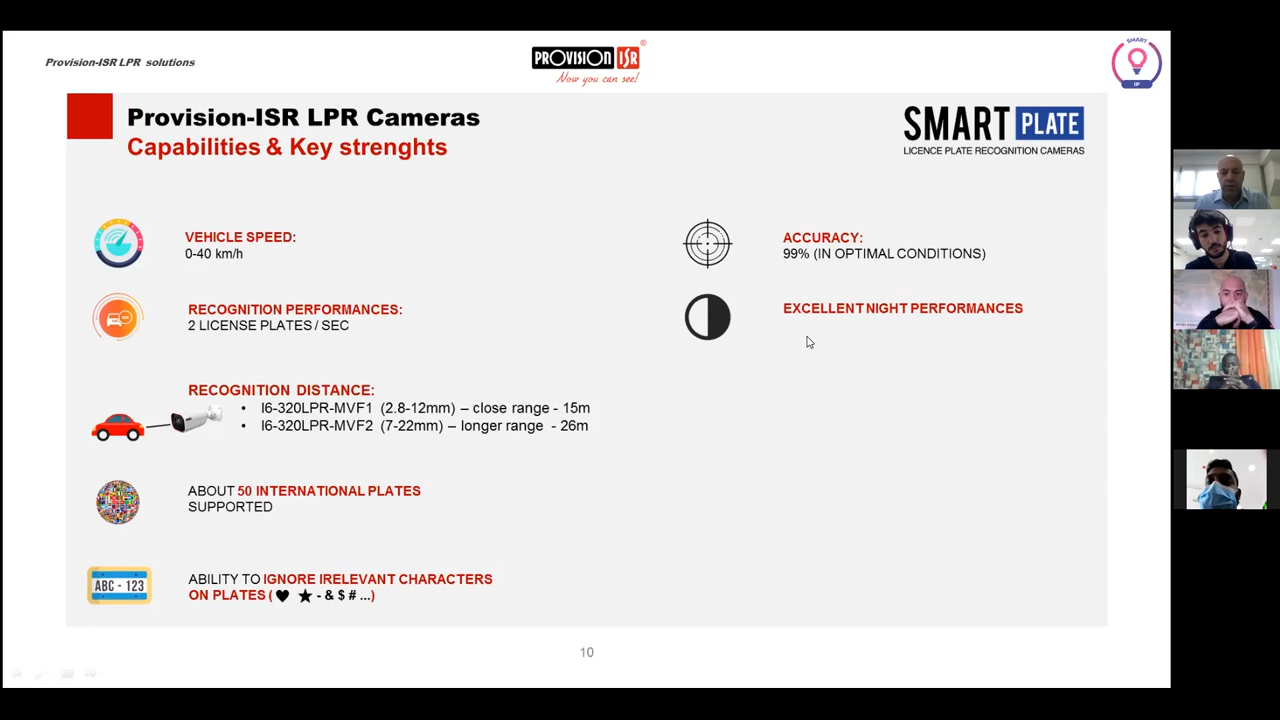 Provision-ISR LPR solutions
PROVISION ISR ®
Now you can see!
SMART
IP
Provision-ISR LPR Cameras
Capabilities & Key strenghts
SMART PLATE
LICENCE PLATE RECOGNITION CAMERAS
VEHICLE SPEED:
0-40 km/h
RECOGNITION PERFORMANCES:
2 LICENSE PLATES / SEC
RECOGNITION DISTANCE:
• I6-320LPR-MVF1 (2.8-12mm) – close range - 15m
• I6-320LPR-MVF2 (7-22mm) – longer range - 26m
ABOUT 50 INTERNATIONAL PLATES
SUPPORTED
ABC - 123
ABILITY TO IGNORE IRELEVANT CHARACTERS
ON PLATES (♥ ★ - & $ # ...)
ACCURACY:
99% (IN OPTIMAL CONDITIONS)
EXCELLENT NIGHT PERFORMANCES
10